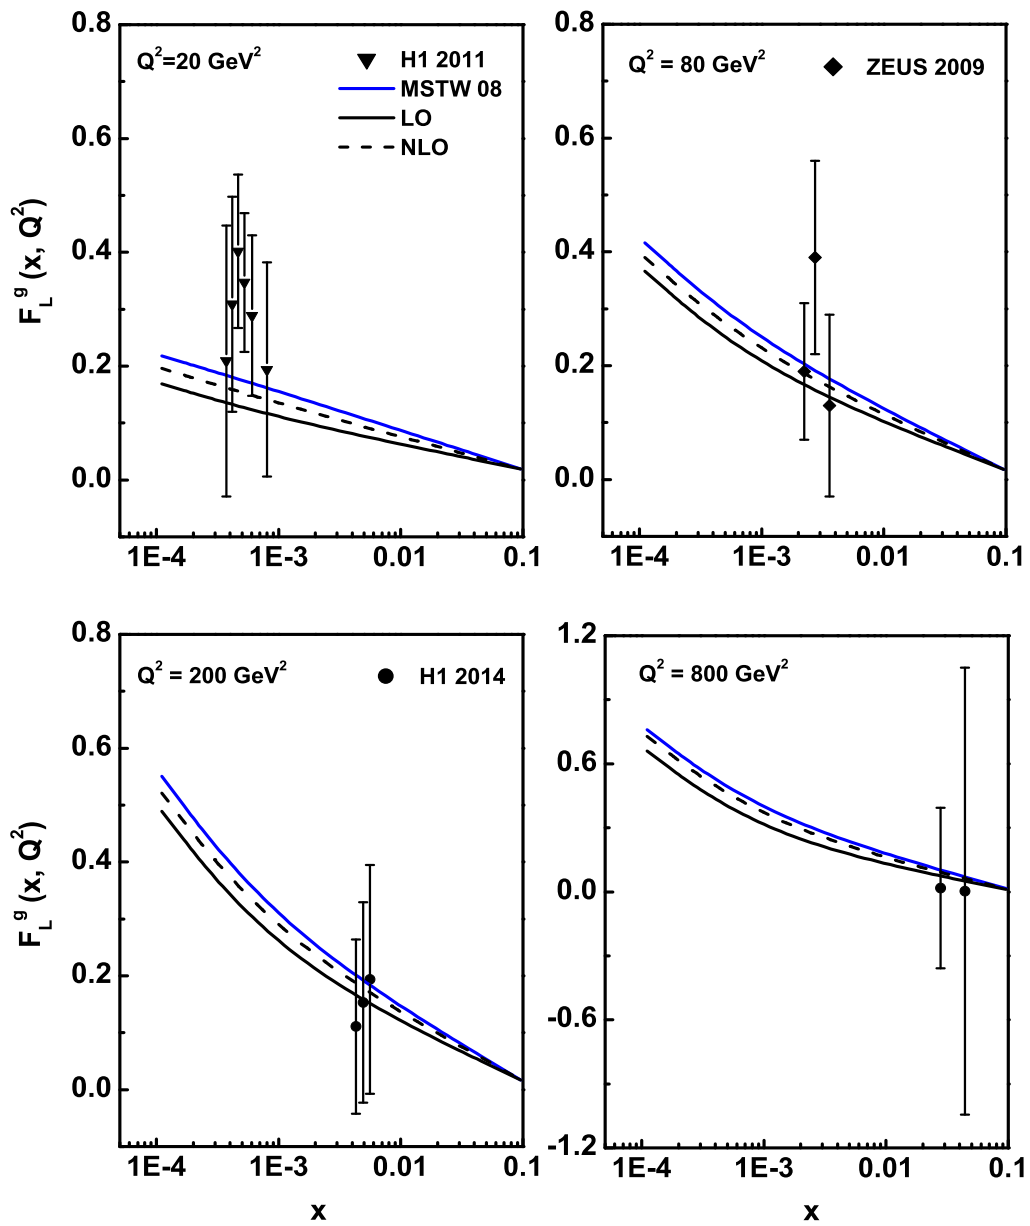 0.8
Q²=20 GeV²
H1 2011
MSTW 08
LO
NLO
0.6
0.4
0.2
0.0
F_L^g (x, Q²)
1E-4 1E-3 0.01 0.1
0.8
Q² = 80 GeV²
ZEUS 2009
0.6
0.4
0.2
0.0
1E-4 1E-3 0.01 0.1
0.8
Q² = 200 GeV²
H1 2014
0.6
0.4
0.2
0.0
F_L^g (x, Q²)
1E-4 1E-3 0.01 0.1
x
1.2
Q² = 800 GeV²
0.6
0.0
-0.6
-1.2
1E-4 1E-3 0.01 0.1
x